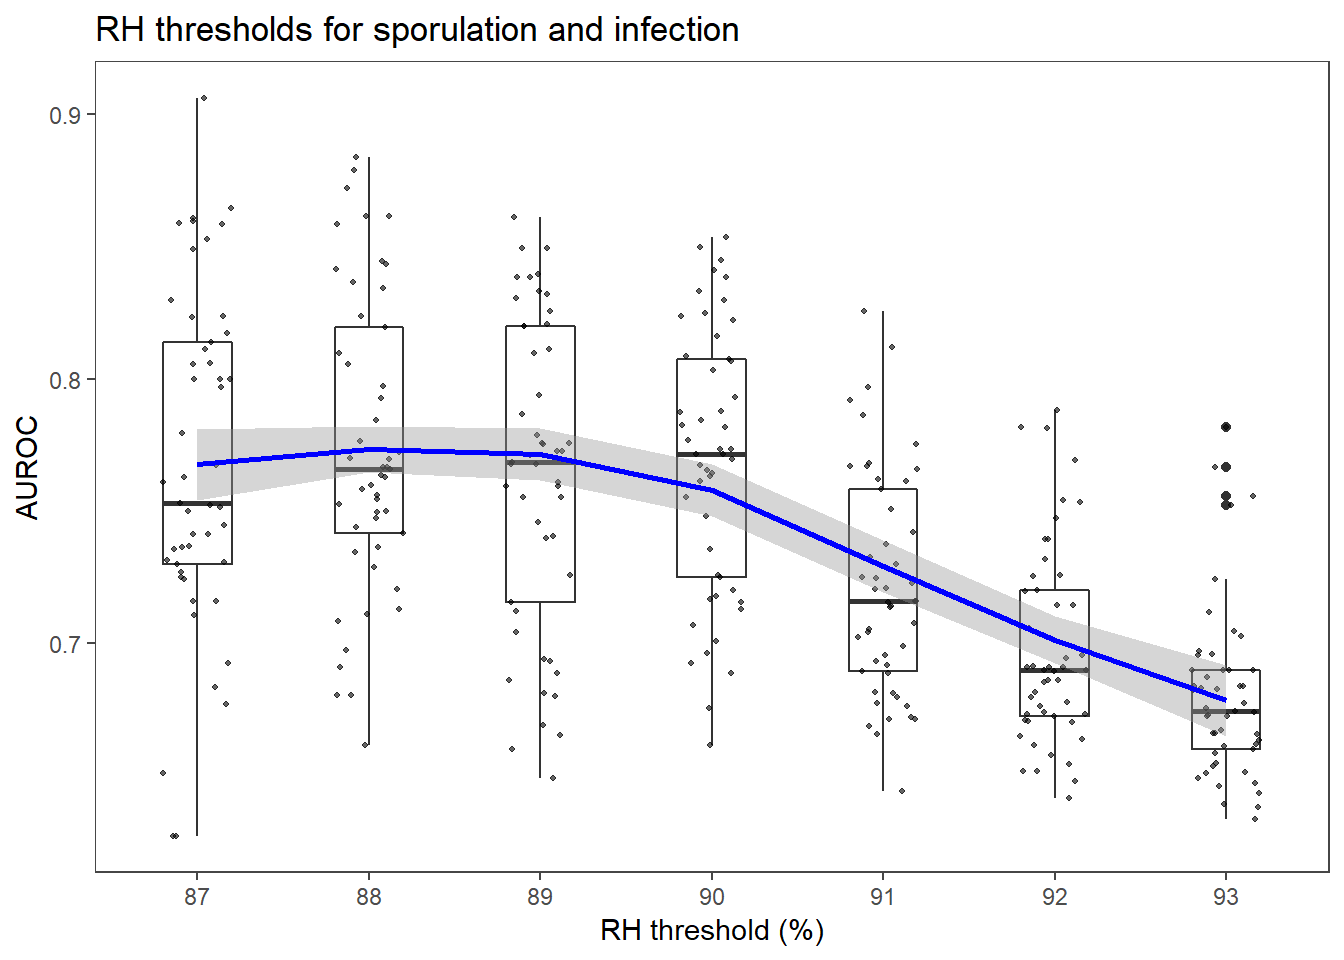 RH thresholds for sporulation and infection
AUROC
0.9
0.8
0.7
87 88 89 90 91 92 93
RH threshold (%)